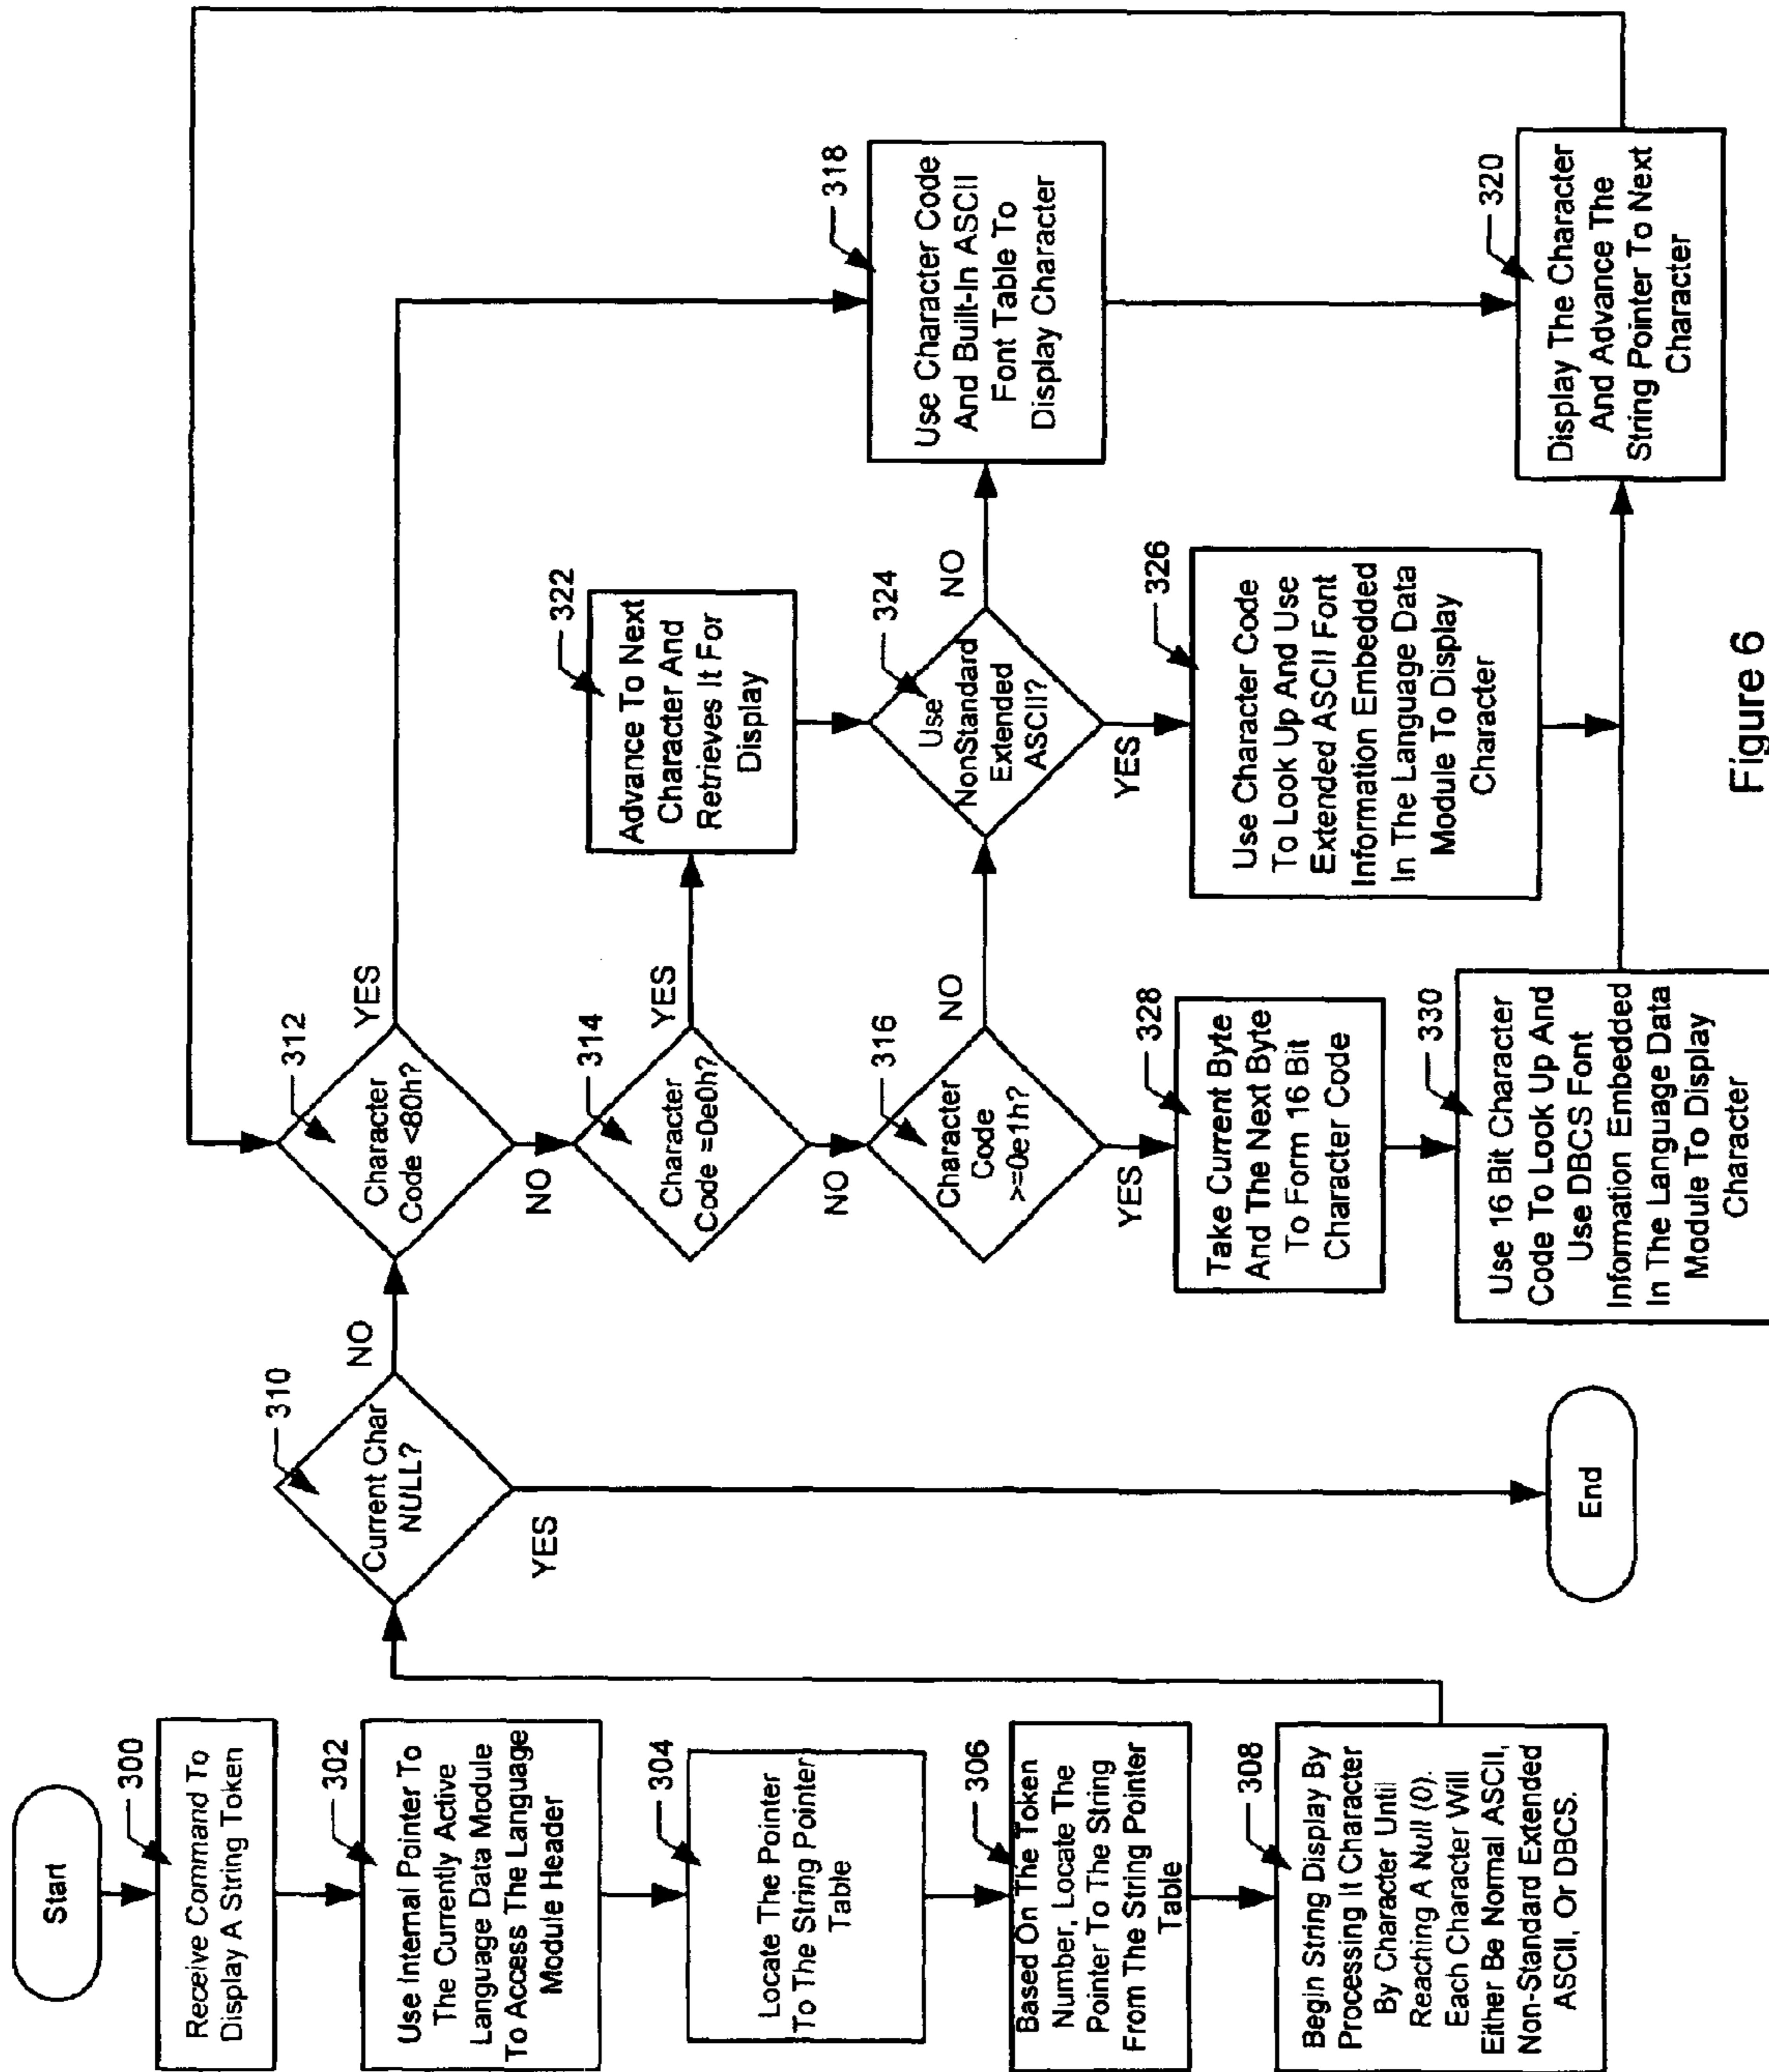 Start
300
Receive Command To
Display A String Token
302
Use Internal Pointer To
The Currently Active
Language Data Module
To Access The Language
Module Header
304
Locate The Pointer
To The String Pointer
Table
306
Based On The Token
Number, Locate The
Pointer To The String
From The String Pointer
Table
308
Begin String Display By
Processing It Character
By Character Until
Reaching A Null (0).
Each Character Will
Either Be Normal ASCII,
Non-Standard Extended
ASCII, Or DBCS.
310
Current Char
NULL?
NO
YES
End
312
Character
Code <80h?
YES
NO
314
Character
Code =0e0h?
YES
NO
316
Character
Code
>=0e1h?
NO
YES
328
Take Current Byte
And The Next Byte
To Form 16 Bit
Character Code
330
Use 16 Bit Character
Code To Look Up And
Use DBCS Font
Information Embedded
In The Language Data
Module To Display
Character
322
Advance To Next
Character And
Retrieves It For
Display
324
Use
NonStandard
Extended
ASCII?
NO
YES
326
Use Character Code
To Look Up And Use
Extended ASCII Font
Information Embedded
In The Language Data
Module To Display
Character
318
Use Character Code
And Built-In ASCII
Font Table To
Display Character
320
Display The Character
And Advance The
String Pointer To Next
Character
Figure 6